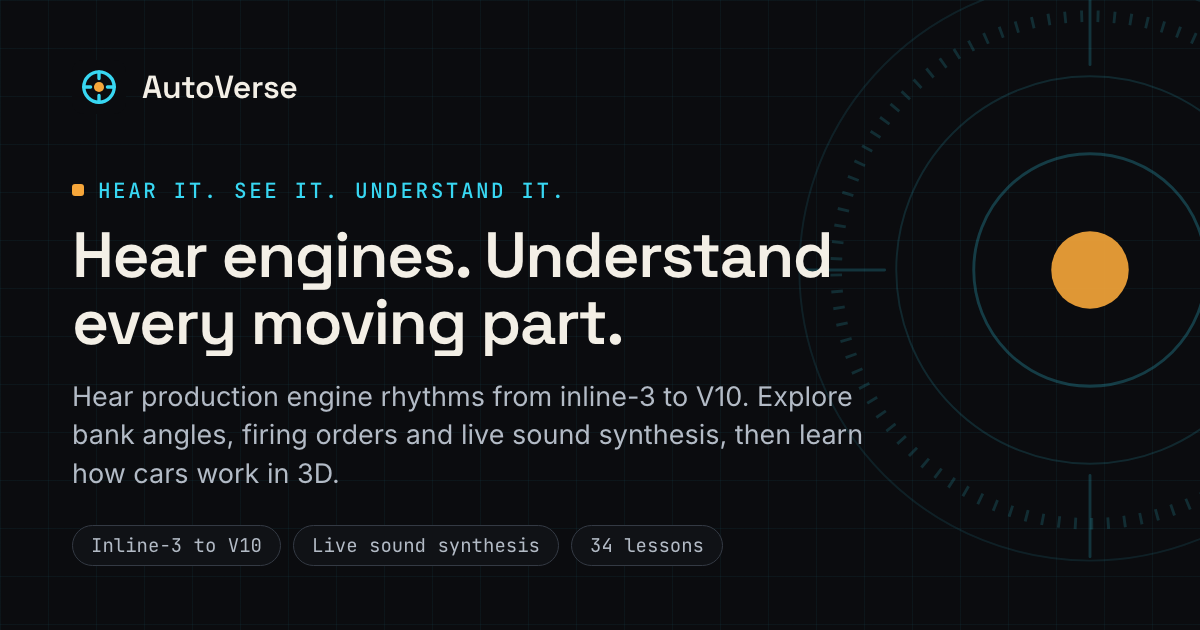 AutoVerse
HEAR IT. SEE IT. UNDERSTAND IT.
Hear engines. Understand
every moving part.
Hear production engine rhythms from inline-3 to V10. Explore
bank angles, firing orders and live sound synthesis, then learn
how cars work in 3D.
Inline-3 to V10
Live sound synthesis
34 lessons